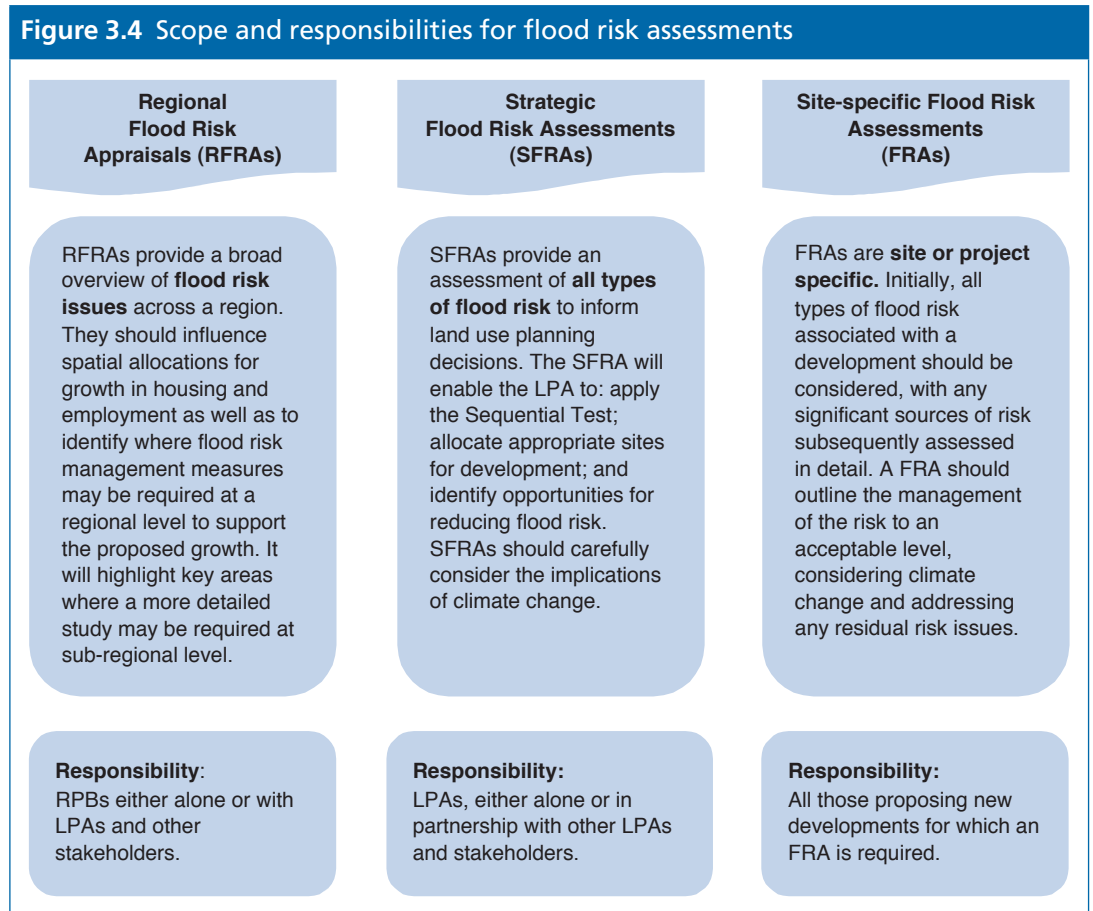 Figure 3.4 Scope and responsibilities for flood risk assessments
Regional
Flood Risk
Appraisals (RFRAs)
RFRAs provide a broad
overview of flood risk
issues across a region.
They should influence
spatial allocations for
growth in housing and
employment as well as to
identify where flood risk
management measures
may be required at a
regional level to support
the proposed growth. It
will highlight key areas
where a more detailed
study may be required at
sub-regional level.
Responsibility:
RPBs either alone or with
LPAs and other
stakeholders.
Strategic
Flood Risk Assessments
(SFRAs)
SFRAs provide an
assessment of all types
of flood risk to inform
land use planning
decisions. The SFRA will
enable the LPA to: apply
the Sequential Test;
allocate appropriate sites
for development; and
identify opportunities for
reducing flood risk.
SFRAs should carefully
consider the implications
of climate change.
Responsibility:
LPAs, either alone or in
partnership with other LPAs
and stakeholders.
Site-specific Flood Risk
Assessments
(FRAs)
FRAs are site or project
specific. Initially, all
types of flood risk
associated with a
development should be
considered, with any
significant sources of risk
subsequently assessed
in detail. A FRA should
outline the management
of the risk to an
acceptable level,
considering climate
change and addressing
any residual risk issues.
Responsibility:
All those proposing new
developments for which an
FRA is required.